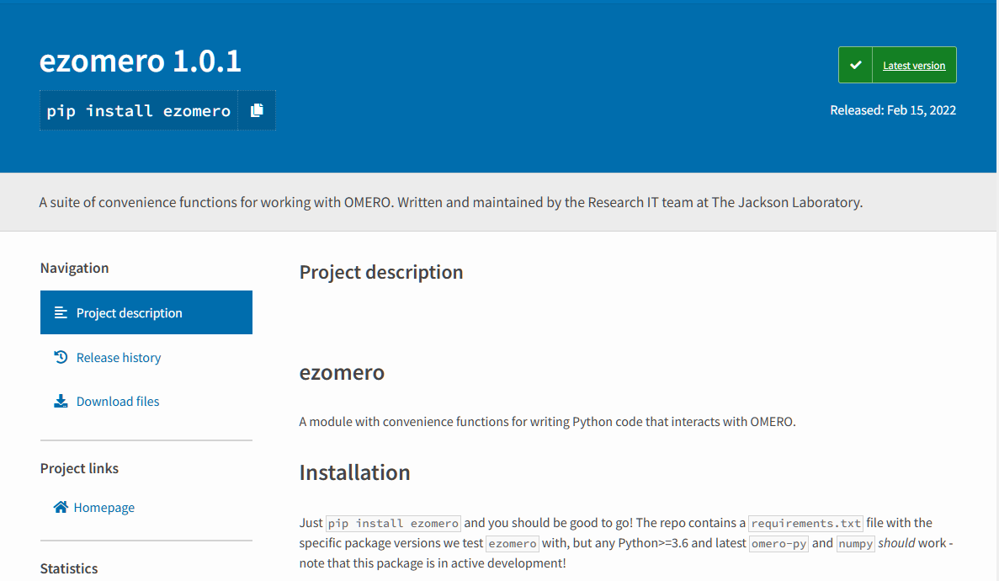 ezomero 1.0.1
pip install ezomero
Latest version
Released: Feb 15, 2022
A suite of convenience functions for working with OMERO. Written and maintained by the Research IT team at The Jackson Laboratory.
Navigation
Project description
Release history
Download files
Project links
Homepage
Statistics
Project description
ezomero
A module with convenience functions for writing Python code that interacts with OMERO.
Installation
Just pip install ezomero and you should be good to go! The repo contains a requirements.txt file with the
specific package versions we test ezomero with, but any Python>=3.6 and latest omero-py and numpy should work -
note that this package is in active development!